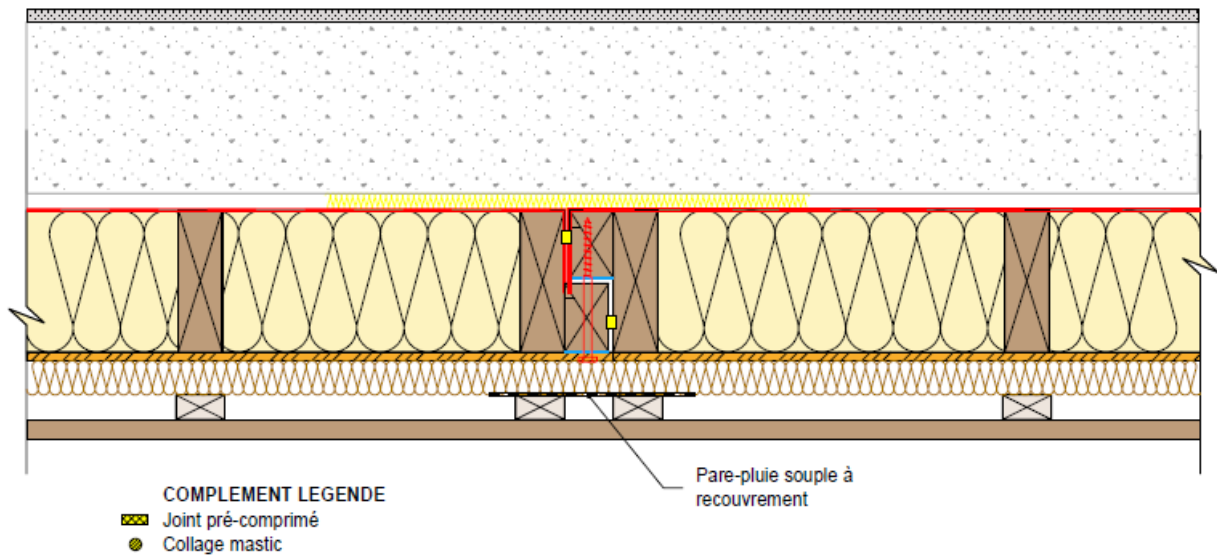 Pare-pluie souple à
recouvrement
COMPLEMENT LEGENDE
Joint pré-comprimé
Collage mastic